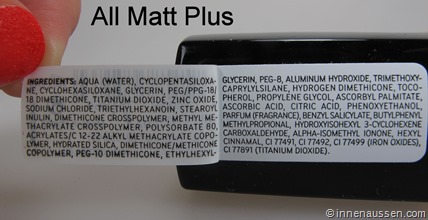 All Matt Plus
INGREDIENTS: AQUA (WATER), CYCLOPENTASILOX-
ANE, CYCLOHEXASILOXANE, GLYCERIN, PEG/PPG-18/
18 DIMETHICONE, TITANIUM DIOXIDE, ZINC OXIDE,
SODIUM CHLORIDE, TRIETHYLHEXANOIN, STEAROYL
INULIN, DIMETHICONE CROSSPOLYMER, METHYL ME-
THACRYLATE CROSSPOLYMER, POLYSORBATE 80,
ACRYLATES/C 12-22 ALKYL METHACRYLATE COPO-
LYMER, HYDRATED SILICA, DIMETHICONE/METHICONE
COPOLYMER, PEG-10 DIMETHICONE, ETHYLHEXYL-
GLYCERIN, PEG-8, ALUMINUM HYDROXIDE, TRIMETHOXY-
CAPRYLYLSILANE, HYDROGEN DIMETHICONE, TOCO-
PHEROL, PROPYLENE GLYCOL, ASCORBYL PALMITATE,
ASCORBIC ACID, CITRIC ACID, PHENOXYETHANOL,
PARFUM (FRAGRANCE), BENZYL SALICYLATE, BUTYLPHENYL
METHYLPROPIONAL, HYDROXYISOHEXYL 3-CYCLOHEXENE
CARBOXALDEHYDE, ALPHA-ISOMETHYL IONONE, HEXYL
CINNAMAL, CI 77491, CI 77492, CI 77499 (IRON OXIDES),
CI 77891 (TITANIUM DIOXIDE).
© innenaussen.com